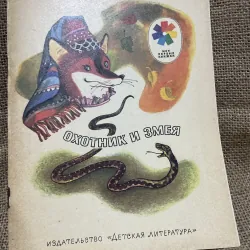 ОХОТНИК И ЗМЕЯ
ИЗДАТЕЛЬСТВО «ДЕТСКАЯ ЛИТЕРАТУРА»